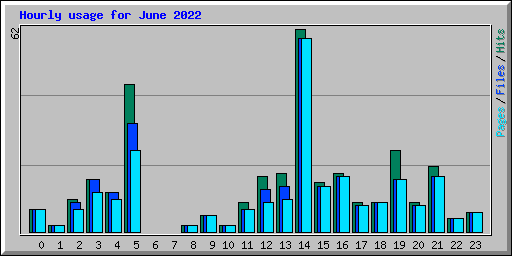 Hourly usage for June 2022
62
Pages / Files / Hits
0 1 2 3 4 5 6 7 8 9 10 11 12 13 14 15 16 17 18 19 20 21 22 23